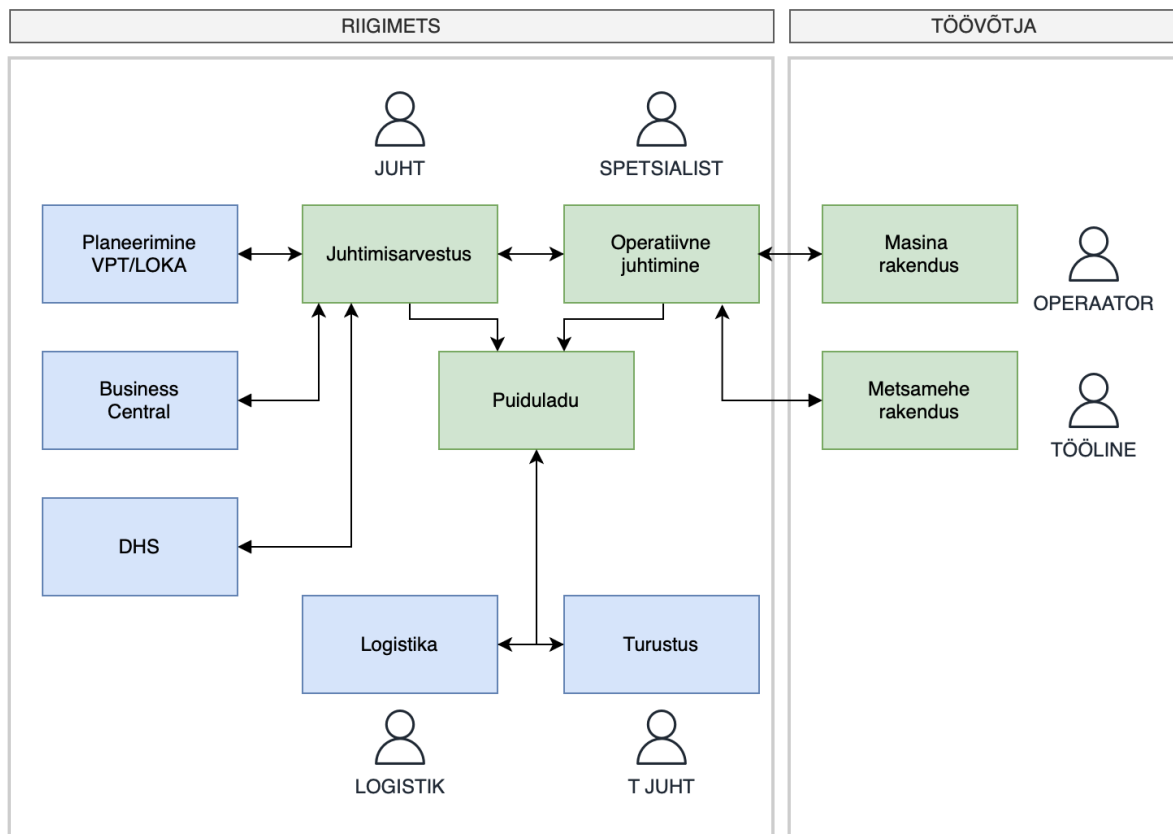 RIIGIMETS
TÖÖVÕTJA
JUHT
SPETSIALIST
Planeerimine
VPT/LOKA
Juhtimisarvestus
Operatiivne
juhtimine
Masina
rakendus
OPERAATOR
Business
Central
Puiduladu
Metsamehe
rakendus
TÖÖLINE
DHS
Logistika
Turustus
LOGISTIK
T JUHT